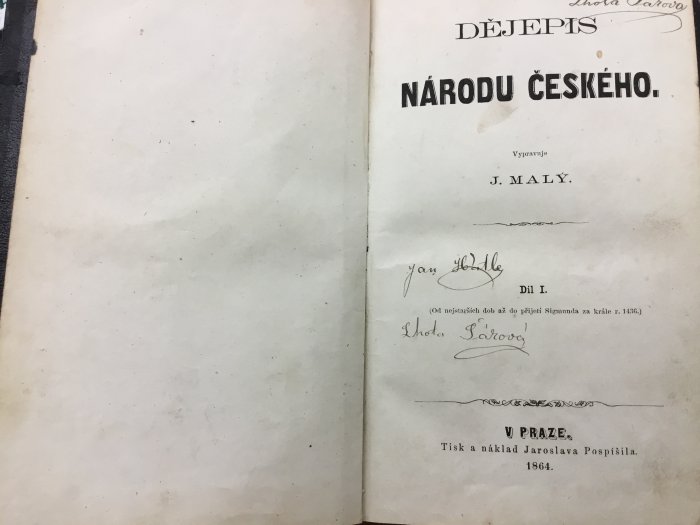 Lhota Šárova
DĚJEPIS
NÁRODU ČESKÉHO.
Vypravuje
J. MALÝ.
Jan
Díl I.
(Od nejstarších dob až do přijetí Sigmunda za krále r. 1436.)
Lhota Šárová
V PRAZE.
Tisk a náklad Jaroslava Pospíšila.
1864.